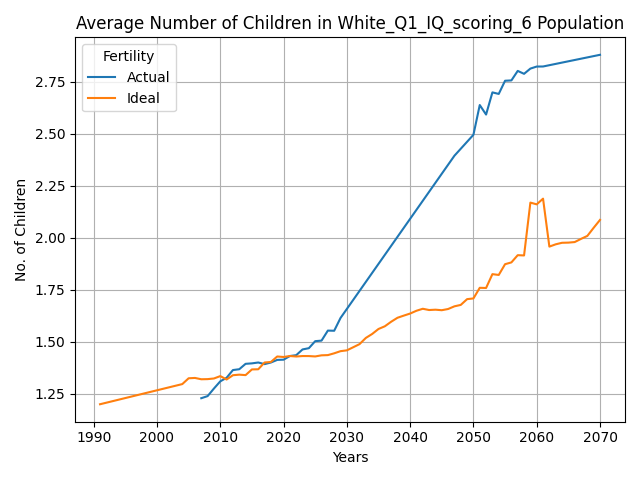 Average Number of Children in White_Q1_IQ_scoring_6 Population
Fertility
Actual
Ideal
No. of Children
2.75
2.50
2.25
2.00
1.75
1.50
1.25
1990 2000 2010 2020 2030 2040 2050 2060 2070
Years